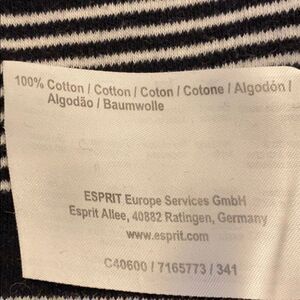 100% Cotton / Cotton / Coton / Cotone / Algodón /
Algodão / Baumwolle
ESPRIT Europe Services GmbH
Esprit Allee, 40882 Ratingen, Germany
www.esprit.com
C40600 / 7165773 / 341